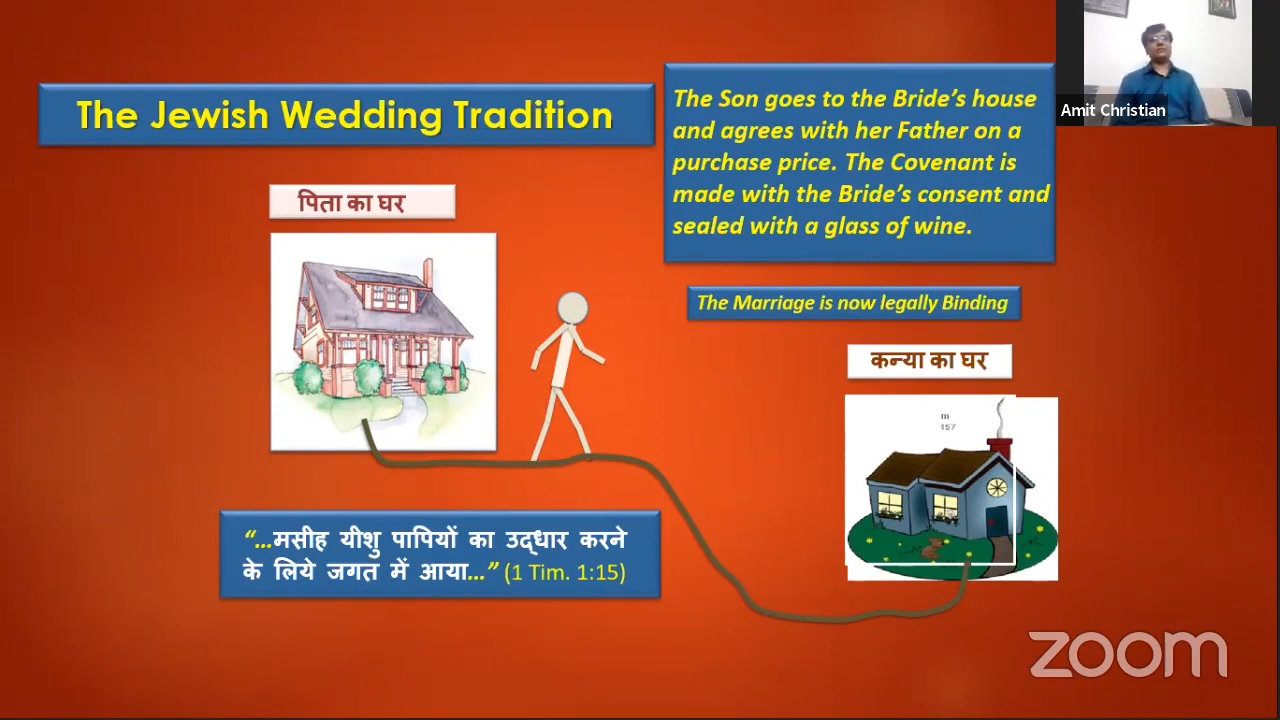 The Jewish Wedding Tradition
The Son goes to the Bride's house
and agrees with her Father on a
purchase price. The Covenant is
made with the Bride's consent and
sealed with a glass of wine.
Amit Christian
पिता का घर
The Marriage is now legally Binding
कन्या का घर
m
157
“...मसीह यीशु पापियों का उद्धार करने
के लिये जगत में आया...” (1 Tim. 1:15)
zoom